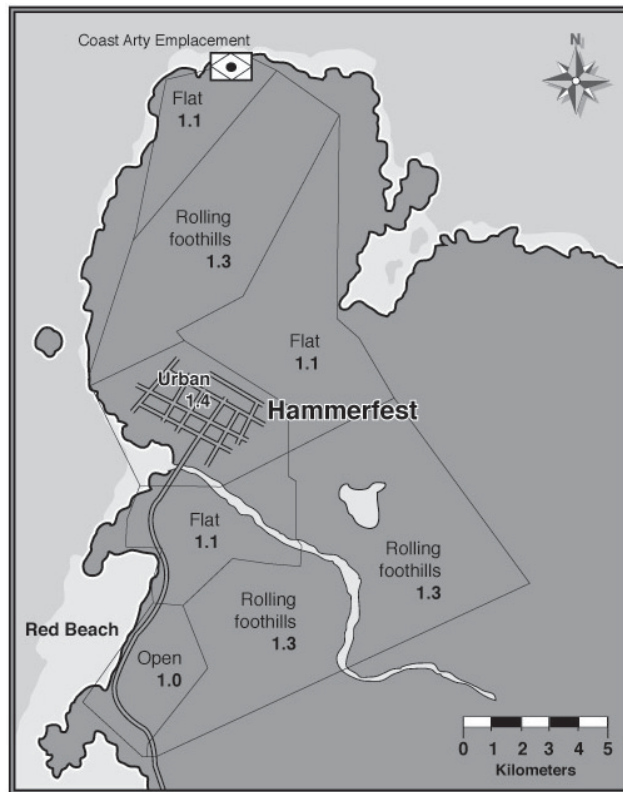 Coast Arty Emplacement
N
Flat
1.1
Rolling
foothills
1.3
Flat
1.1
Urban
1.4
Hammerfest
Flat
1.1
Rolling
foothills
1.3
Red Beach
Rolling
foothills
1.3
Open
1.0
0 1 2 3 4 5
Kilometers